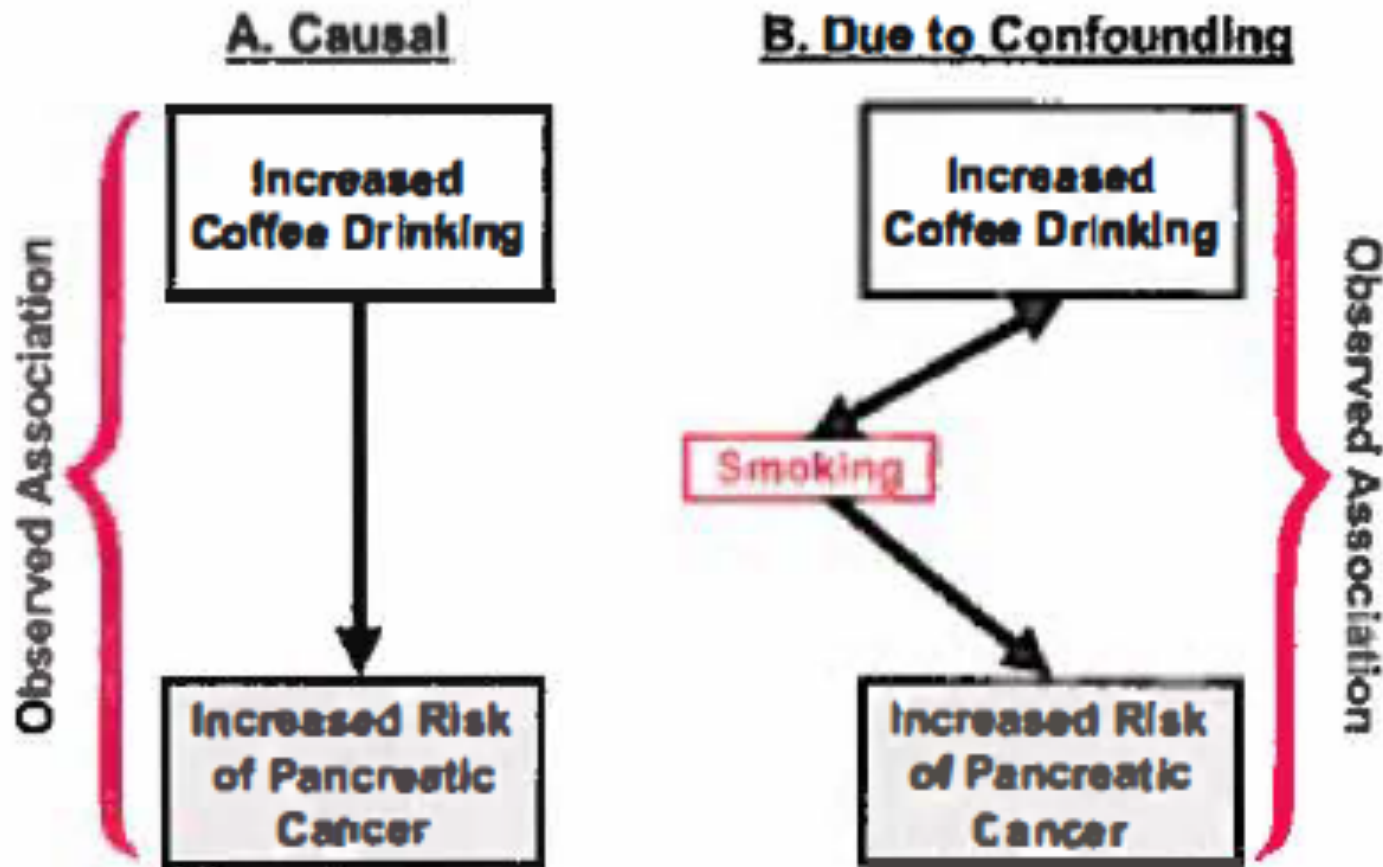 A. Causal
Increased
Coffee Drinking
Observed Association
Increased Risk
of Pancreatic
Cancer
B. Due to Confounding
Increased
Coffee Drinking
Smoking
Observed Association
Increased Risk
of Pancreatic
Cancer